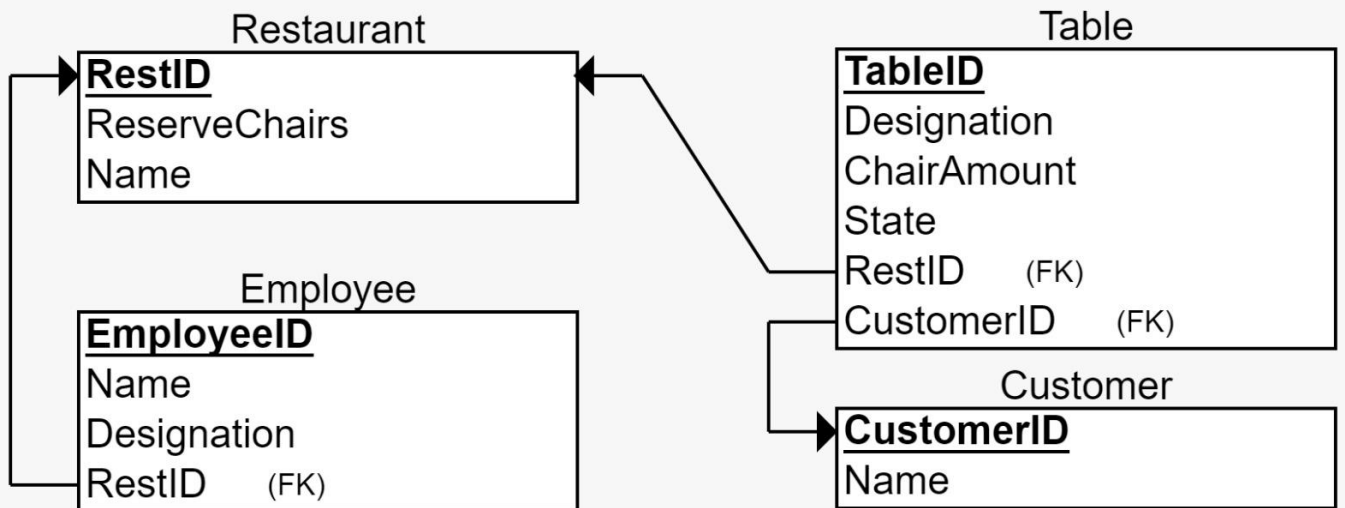 Restaurant
RestID
ReserveChairs
Name
Employee
EmployeeID
Name
Designation
RestID (FK)
Table
TableID
Designation
ChairAmount
State
RestID (FK)
CustomerID (FK)
Customer
CustomerID
Name